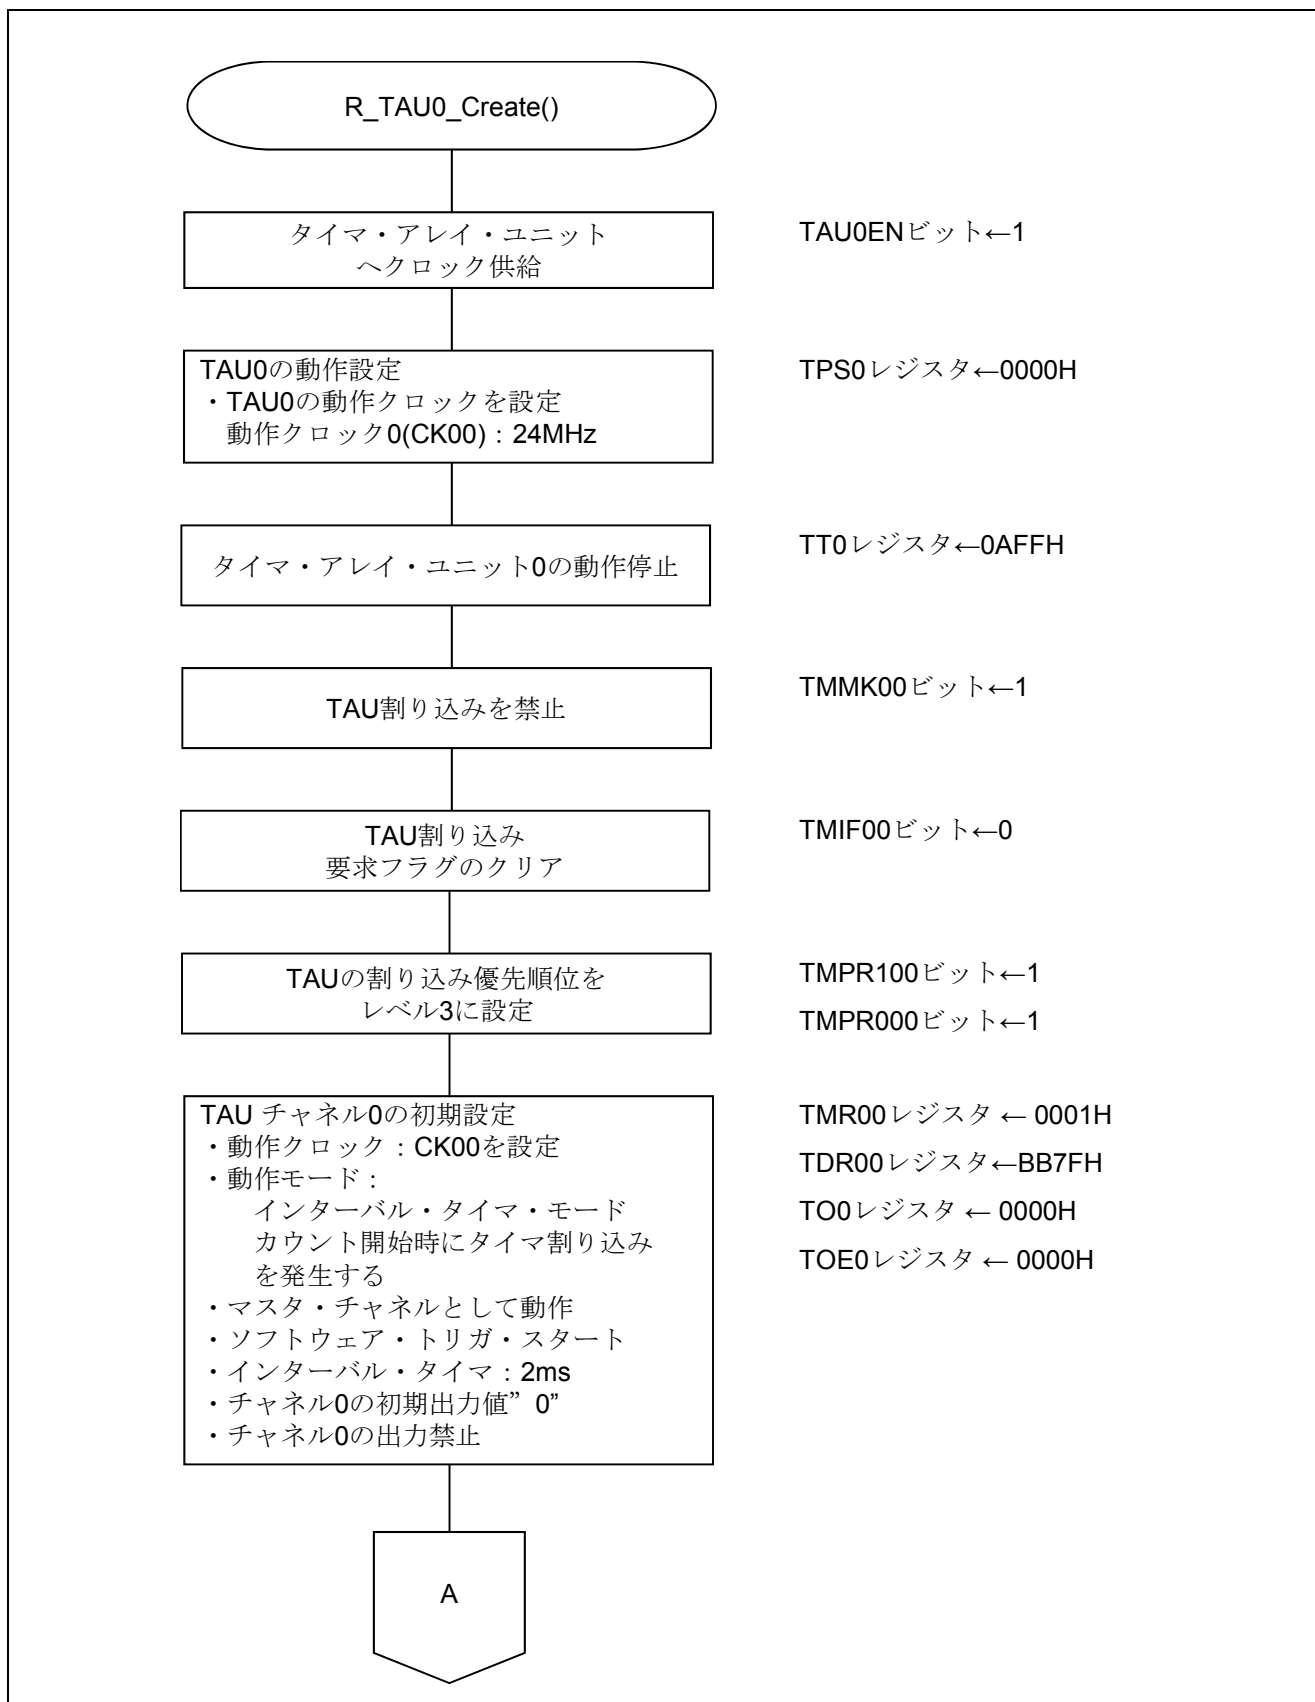 R_TAU0_Create()
タイマ・アレイ・ユニット
へクロック供給
TAU0ENビット←1
TAU0の動作設定
・TAU0の動作クロックを設定
動作クロック0(CK00)：24MHz
TPS0レジスタ←0000H
タイマ・アレイ・ユニット0の動作停止
TT0レジスタ←0AFFH
TAU割り込みを禁止
TMMK00ビット←1
TAU割り込み
要求フラグのクリア
TMIF00ビット←0
TAUの割り込み優先順位を
レベル3に設定
TMPR100ビット←1
TMPR000ビット←1
TAU チャネル0の初期設定
・動作クロック：CK00を設定
・動作モード：
インターバル・タイマ・モード
カウント開始時にタイマ割り込み
を発生する
・マスタ・チャネルとして動作
・ソフトウェア・トリガ・スタート
・インターバル・タイマ：2ms
・チャネル0の初期出力値”0”
・チャネル0の出力禁止
TMR00レジスタ ← 0001H
TDR00レジスタ←BB7FH
TO0レジスタ ← 0000H
TOE0レジスタ ← 0000H
A